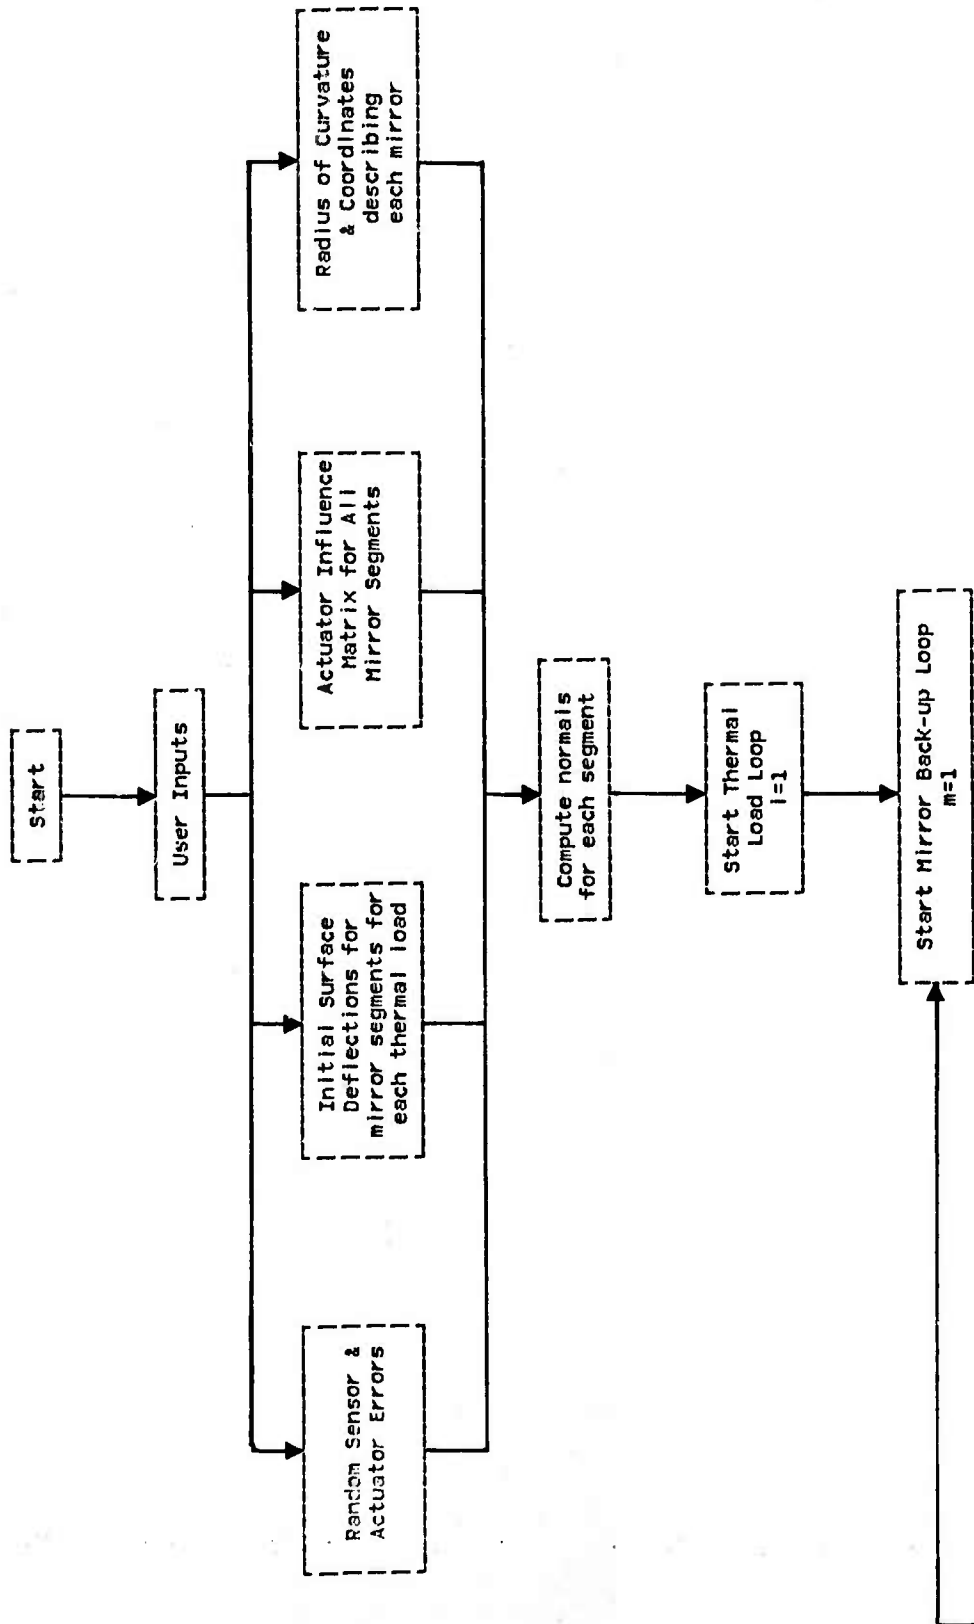 Start
User Inputs
Random Sensor &
Actuator Errors
Initial Surface
Deflections for
mirror segments for
each thermal load
Actuator Influence
Matrix for All
Mirror Segments
Radius of Curvature
& Coordinates
describing
each mirror
Compute normals
for each segment
Start Thermal
Load Loop
l=1
Start Mirror Back-up Loop
m=1